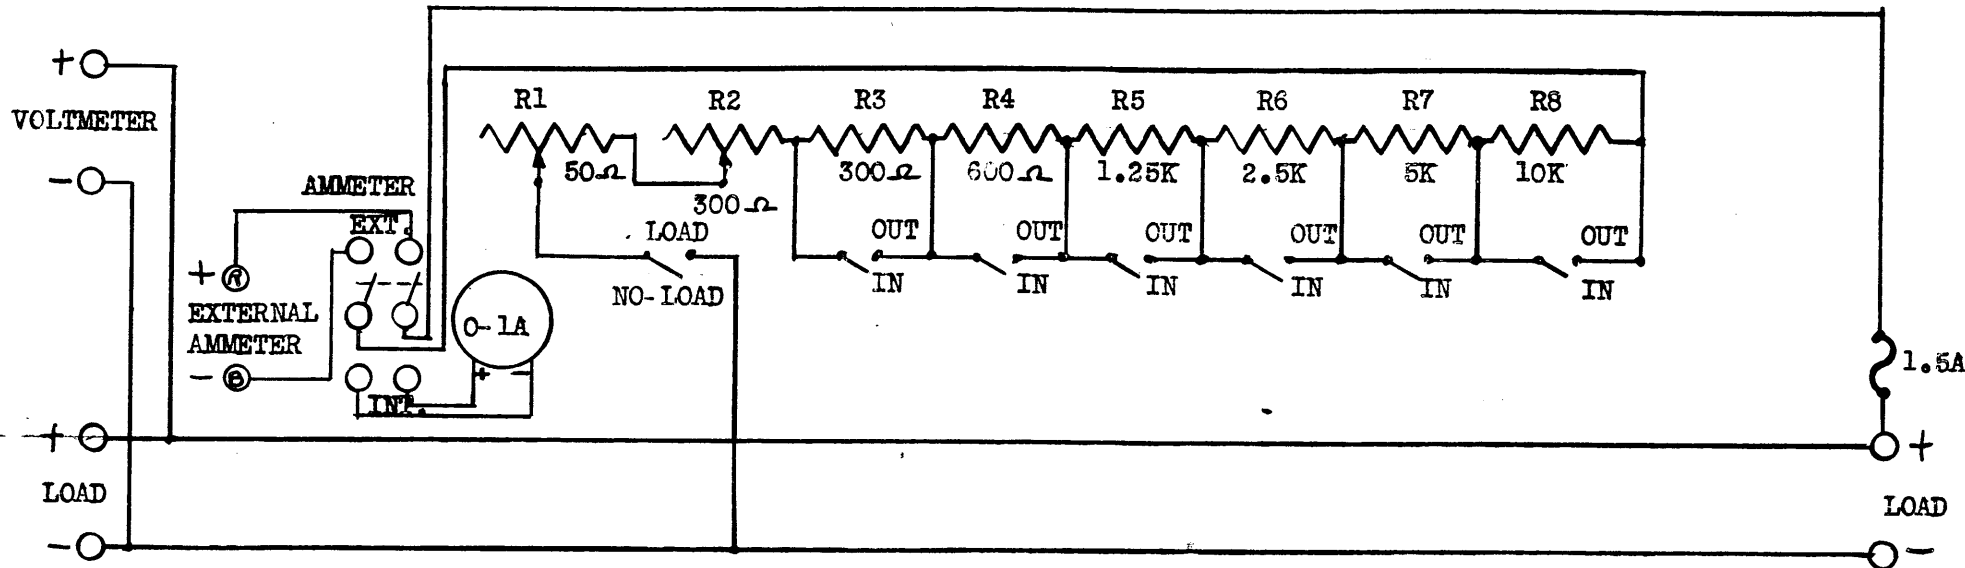 +
VOLTMETER
-
R1 R2 R3 R4 R5 R6 R7 R8
50Ω 300Ω 300Ω 600Ω 1.25K 2.5K 5K 10K
AMMETER
EXT.
+ R
EXTERNAL
AMMETER
- B
INT.
0-1A
+ -
LOAD
NO-LOAD
OUT OUT OUT OUT OUT OUT
IN IN IN IN IN IN
1.5A
+
LOAD
-
+
LOAD
-